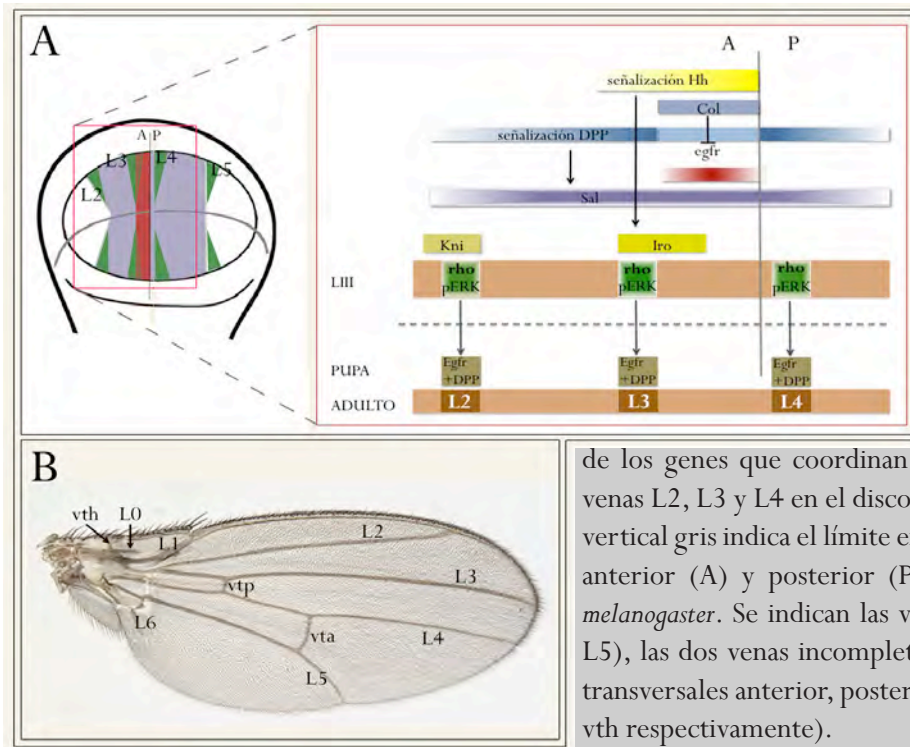 A
A P
L2
L3
L4
L5
A P
señalización Hh
Col
señalización DPP
egfr
Sal
Kni
Iro
LIII
rho
pERK
rho
pERK
rho
pERK
PUPA
Egfr
+DPP
Egfr
+DPP
Egfr
+DPP
ADULTO
L2
L3
L4
B
vth
L0
L1
L2
L3
vtp
L4
L6
vta
L5
de los genes que coordinan
venas L2, L3 y L4 en el disco
vertical gris indica el límite e
anterior (A) y posterior (P
melanogaster. Se indican las v
L5), las dos venas incomplet
transversales anterior, poster
vth respectivamente).